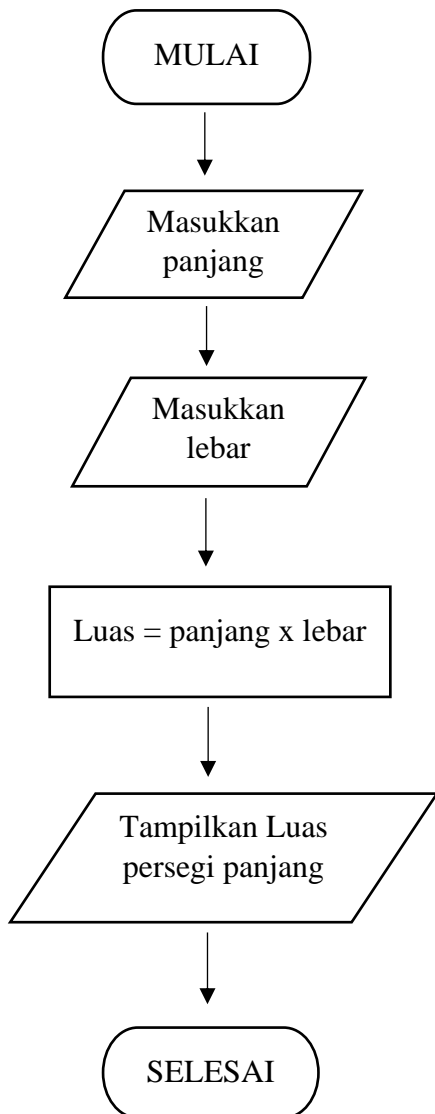 MULAI
Masukkan
panjang
Masukkan
lebar
Luas = panjang x lebar
Tampilkan Luas
persegi panjang
SELESAI